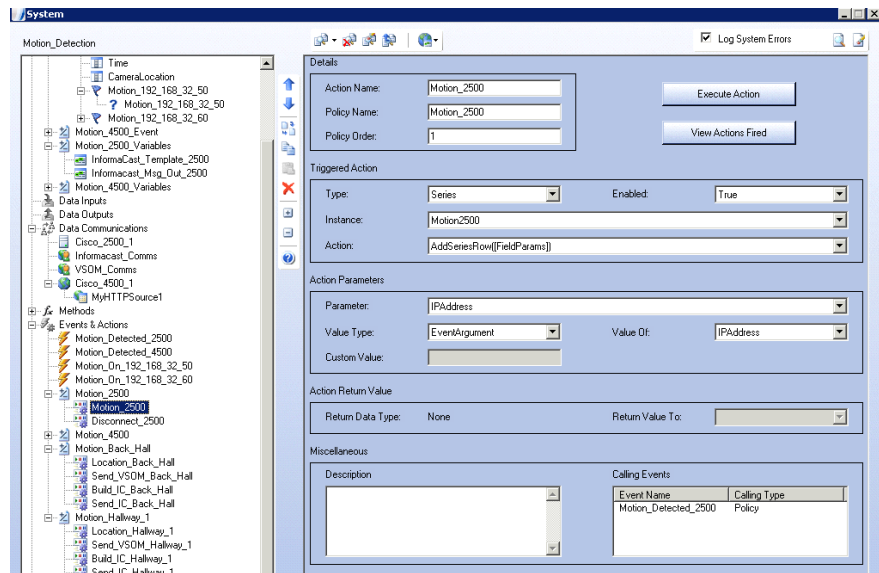 System
Motion_Detection
Log System Errors
Time
CameraLocation
Motion_192_168_32_50
Motion_192_168_32_50
Motion_192_168_32_60
Motion_4500_Event
Motion_2500_Variables
InformaCast_Template_2500
Informacast_Msg_Out_2500
Motion_4500_Variables
Data Inputs
Data Outputs
Data Communications
Cisco_2500_1
Informacast_Comms
VSOM_Comms
Cisco_4500_1
MyHTTPSource1
Methods
Events & Actions
Motion_Detected_2500
Motion_Detected_4500
Motion_On_192_168_32_50
Motion_On_192_168_32_60
Motion_2500
Motion_2500
Disconnect_2500
Motion_4500
Motion_Back_Hall
Location_Back_Hall
Send_VSOM_Back_Hall
Build_IC_Back_Hall
Send_IC_Back_Hall
Motion_Hallway_1
Location_Hallway_1
Send_VSOM_Hallway_1
Build_IC_Hallway_1
Send_IC_Hallway_1
Details
Action Name: Motion_2500
Execute Action
Policy Name: Motion_2500
Policy Order: 1
View Actions Fired
Triggered Action
Type: Series Enabled: True
Instance: Motion2500
Action: AddSeriesRow([FieldParams])
Action Parameters
Parameter: IPAddress
Value Type: EventArgument Value Of: IPAddress
Custom Value:
Action Return Value
Return Data Type: None Return Value To:
Miscellaneous
Description
Calling Events
Event Name Calling Type
Motion_Detected_2500 Policy